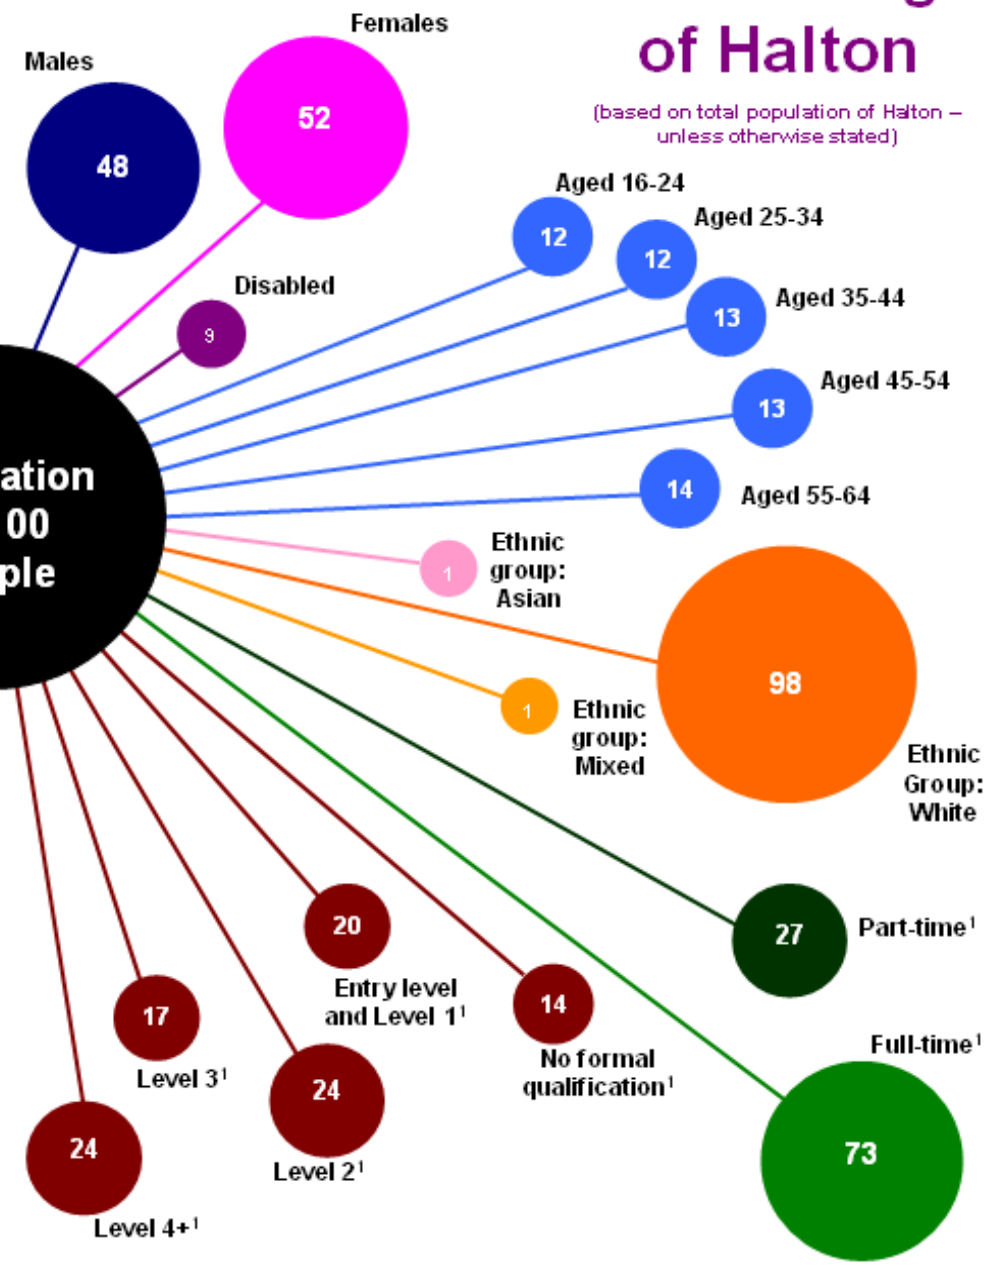 of Halton
(based on total population of Halton –
unless otherwise stated)
Females
52
Males
48
Disabled
9
Aged 16-24
12
Aged 25-34
12
Aged 35-44
13
Aged 45-54
13
Aged 55-64
14
ation
00
ple
Ethnic
group:
Asian
1
98
Ethnic
Group:
White
1
Ethnic
group:
Mixed
27
Part-time¹
Full-time¹
73
20
Entry level
and Level 1¹
14
No formal
qualification¹
17
Level 3¹
24
Level 2¹
24
Level 4+¹